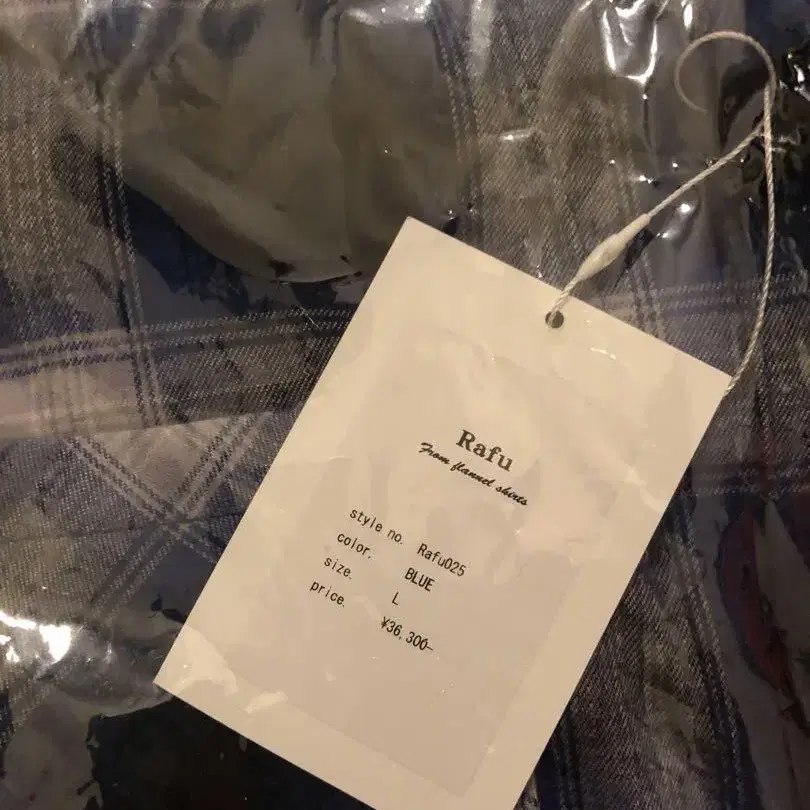 Rafu
From flannel shirts
style no. Rafu025
color. BLUE
size. L
price. ¥36,300-